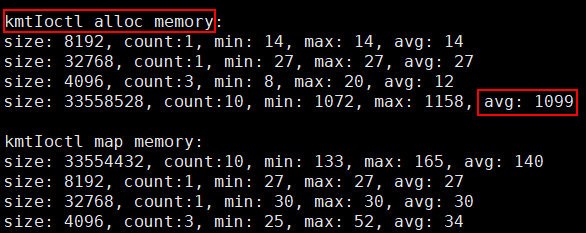 kmtIoctl alloc memory:
size: 8192, count:1, min: 14, max: 14, avg: 14
size: 32768, count:1, min: 27, max: 27, avg: 27
size: 4096, count:3, min: 8, max: 20, avg: 12
size: 33558528, count:10, min: 1072, max: 1158, avg: 1099
kmtIoctl map memory:
size: 33554432, count:10, min: 133, max: 165, avg: 140
size: 8192, count:1, min: 27, max: 27, avg: 27
size: 32768, count:1, min: 30, max: 30, avg: 30
size: 4096, count:3, min: 25, max: 52, avg: 34